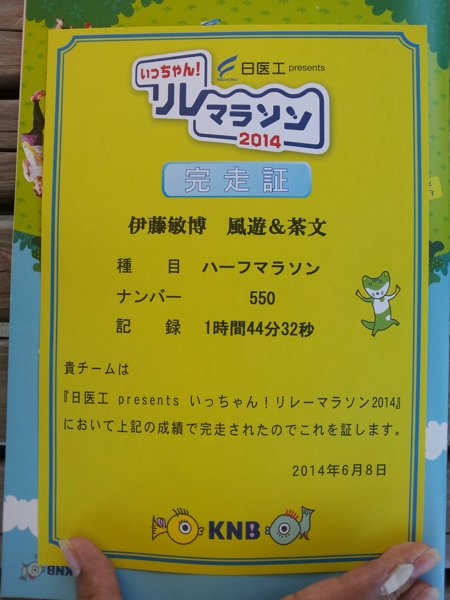 日医工 presents
NICHI-IKO
いっちゃん!
リレーマラソン
2014
完走証
伊藤敏博 風遊&茶文
種 目 ハーフマラソン
ナンバー 550
記 録 1時間44分32秒
貴チームは
『日医工 presents いっちゃん！リレーマラソン2014』
において上記の成績で完走されたのでこれを証します。
2014年6月8日
KNB
KNB